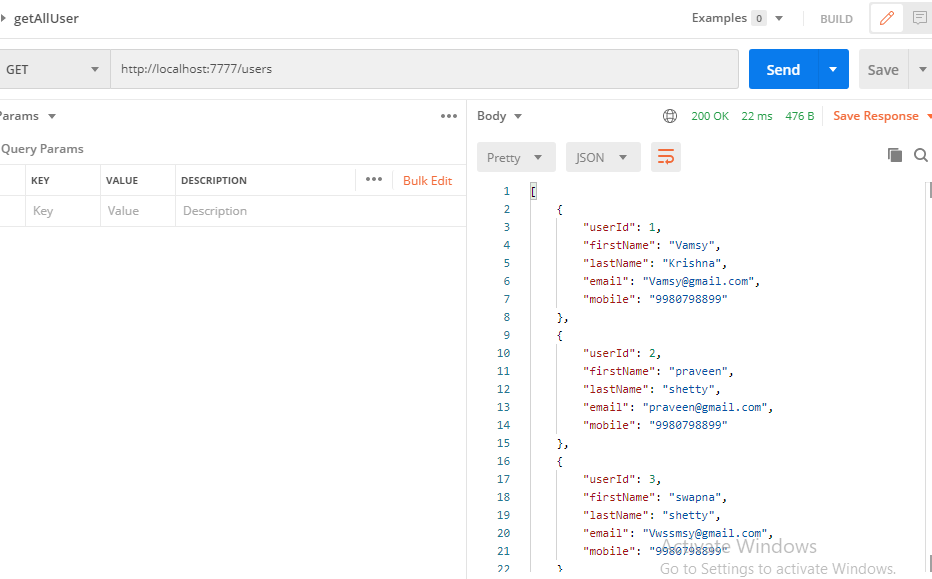 getAllUser
Examples 0
BUILD
GET
http://localhost:7777/users
Send
Save
Params
Query Params
KEY VALUE DESCRIPTION
Bulk Edit
Key Value Description
Body
200 OK 22 ms 476 B Save Response
Pretty JSON
1 [
2 {
3 "userId": 1,
4 "firstName": "Vamsy",
5 "lastName": "Krishna",
6 "email": "Vamsy@gmail.com",
7 "mobile": "9980798899"
8 },
9 {
10 "userId": 2,
11 "firstName": "praveen",
12 "lastName": "shetty",
13 "email": "praveen@gmail.com",
14 "mobile": "9980798899"
15 },
16 {
17 "userId": 3,
18 "firstName": "swapna",
19 "lastName": "shetty",
20 "email": "Vwssmsy@gmail.com",
21 "mobile": "9980798899"
22 }
Activate Windows
Go to Settings to activate Windows.